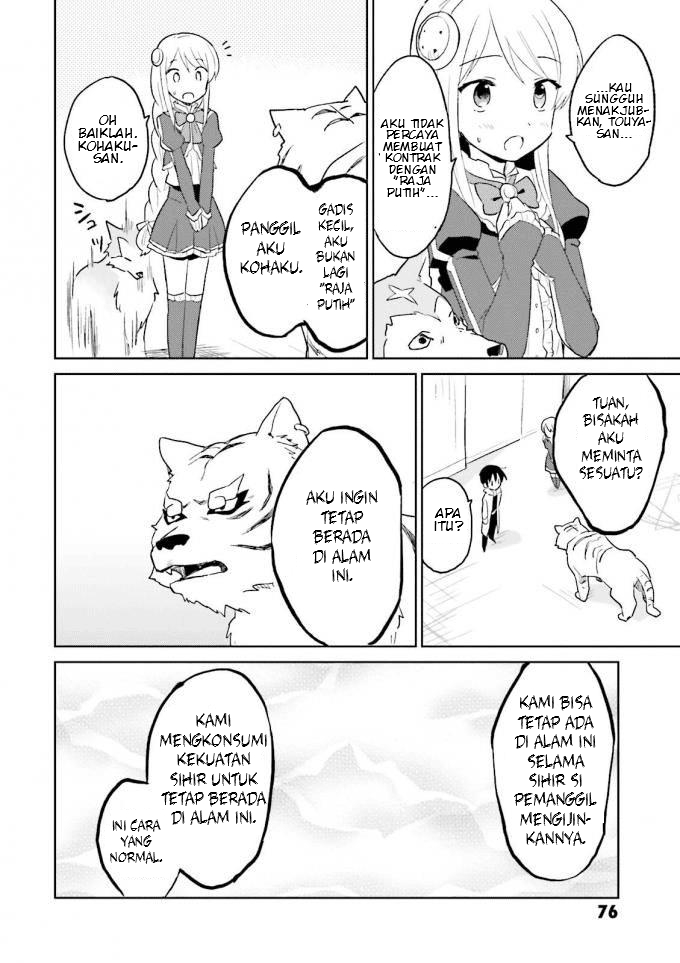 ...KAU
SUNGGUH
MENAKJUB-
KAN, TOUYA-
SAN...
AKU TIDAK
PERCAYA
MEMBUAT
KONTRAK
DENGAN
"RAJA
PUTIH"...
GADIS
KECIL,
AKU
BUKAN
LAGI
"RAJA
PUTIH"
PANGGIL
AKU
KOHAKU.
OH
BAIKLAH.
KOHAKU-
SAN.
TUAN,
BISAKAH
AKU
MEMINTA
SESUATU?
APA
ITU?
AKU INGIN
TETAP
BERADA
DI ALAM
INI.
KAMI BISA
TETAP ADA
DI ALAM INI
SELAMA
SIHIR SI
PEMANGGIL
MENGIJIN-
KANNYA.
KAMI
MENGKONSUMI
KEKUATAN
SIHIR UNTUK
TETAP BERADA
DI ALAM INI.
INI CARA
YANG
NORMAL.
76